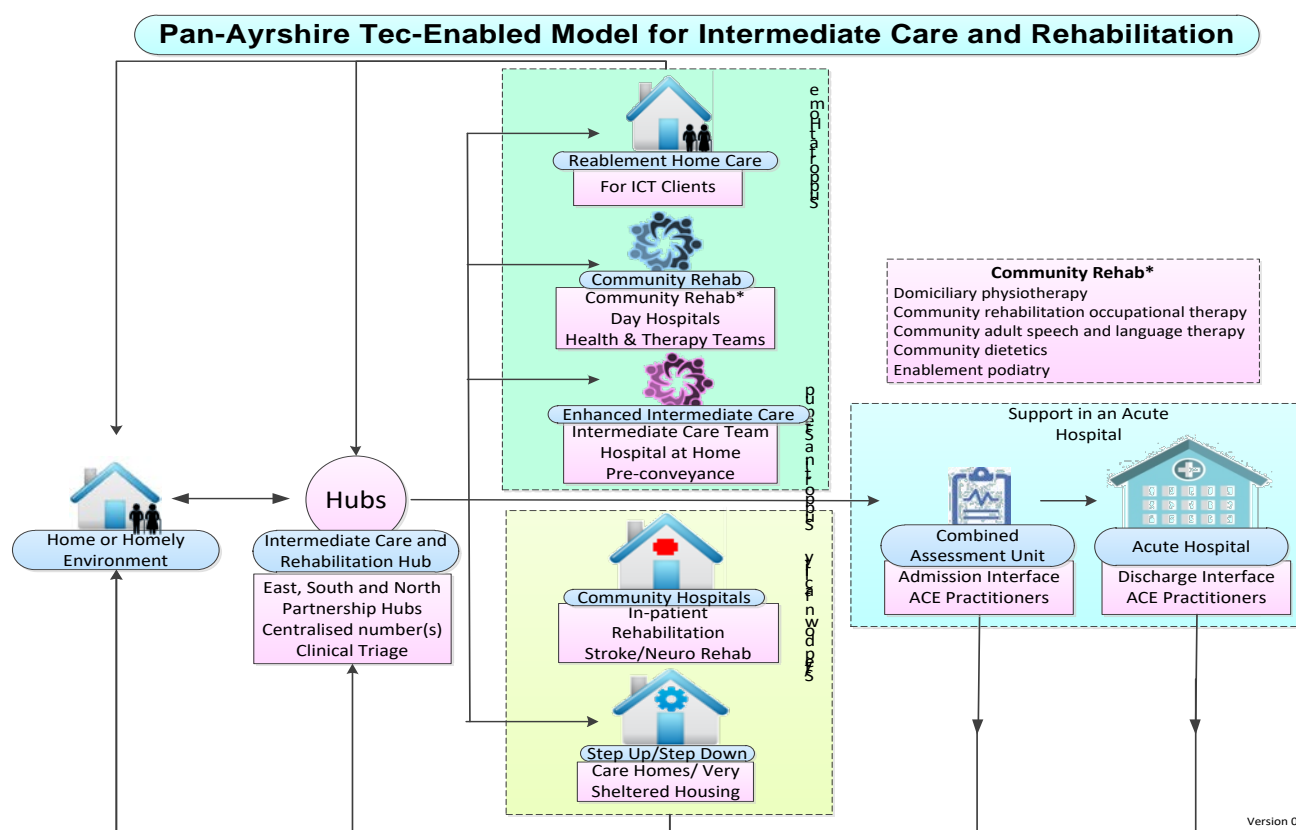 Pan-Ayrshire Tec-Enabled Model for Intermediate Care and Rehabilitation
Support at Home
Reablement Home Care
For ICT Clients
Community Rehab
Community Rehab*
Day Hospitals
Health & Therapy Teams
Enhanced Intermediate Care
Intermediate Care Team
Hospital at Home
Pre-conveyance
Community Rehab*
Domiciliary physiotherapy
Community rehabilitation occupational therapy
Community adult speech and language therapy
Community dietetics
Enablement podiatry
Home or Homely
Environment
Hubs
Intermediate Care and
Rehabilitation Hub
East, South and North
Partnership Hubs
Centralised number(s)
Clinical Triage
Community Hospitals
In-patient
Rehabilitation
Stroke/Neuro Rehab
Step Up/Step Down
Care Homes/ Very
Sheltered Housing
Support in an Acute
Hospital
Combined
Assessment Unit
Admission Interface
ACE Practitioners
Acute Hospital
Discharge Interface
ACE Practitioners
Version 0